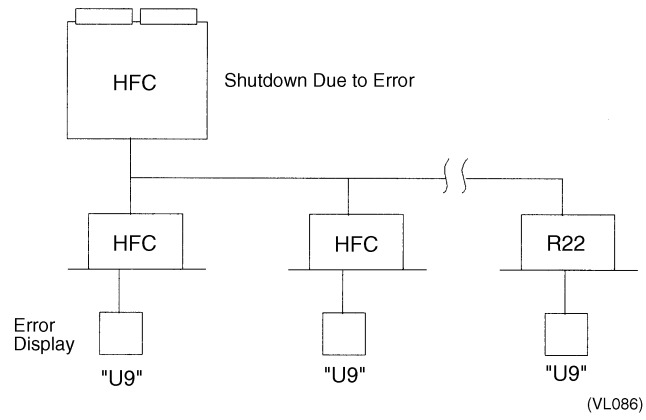 HFC
Shutdown Due to Error
HFC
HFC
R22
Error
Display
"U9"
"U9"
"U9"
(VL086)